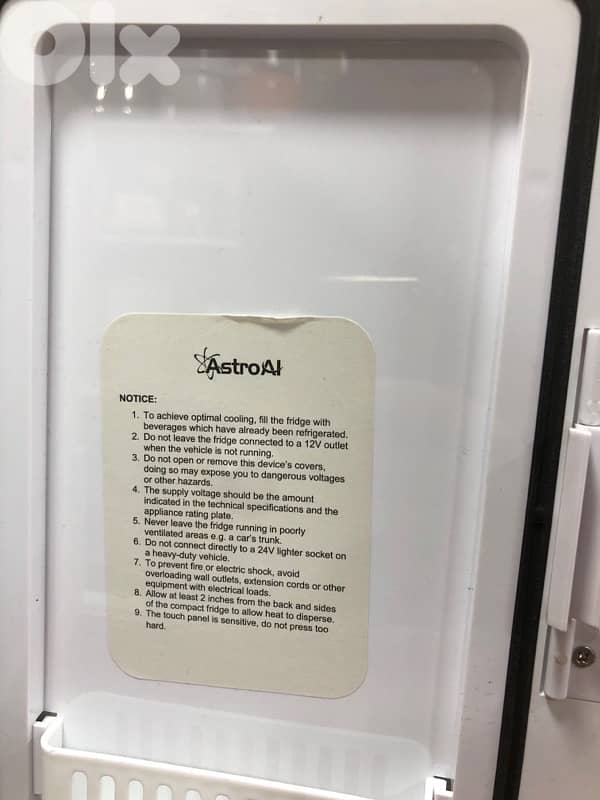 OLX
AstroAI
NOTICE:
1. To achieve optimal cooling, fill the fridge with
beverages which have already been refrigerated.
2. Do not leave the fridge connected to a 12V outlet
when the vehicle is not running.
3. Do not open or remove this device's covers,
doing so may expose you to dangerous voltages
or other hazards.
4. The supply voltage should be the amount
indicated in the technical specifications and the
appliance rating plate.
5. Never leave the fridge running in poorly
ventilated areas e.g. a car's trunk.
6. Do not connect directly to a 24V lighter socket on
a heavy-duty vehicle.
7. To prevent fire or electric shock, avoid
overloading wall outlets, extension cords or other
equipment with electrical loads.
8. Allow at least 2 inches from the back and sides
of the compact fridge to allow heat to disperse.
9. The touch panel is sensitive, do not press too
hard.